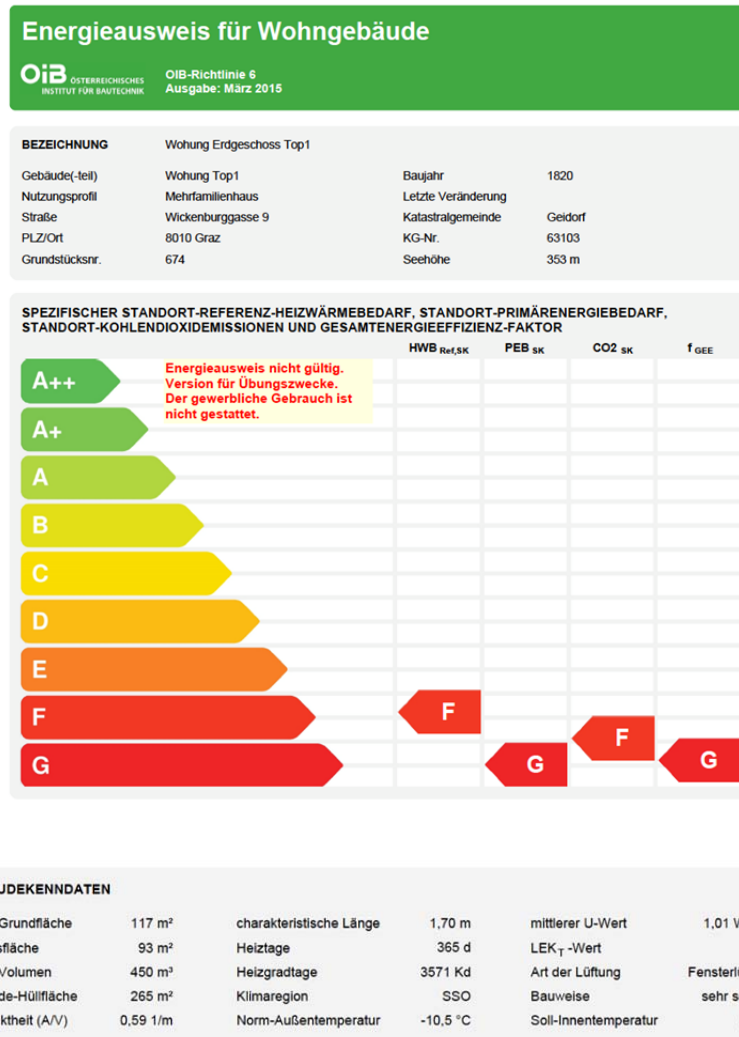 Energieausweis für Wohngebäude
OiB ÖSTERREICHISCHES
INSTITUT FÜR BAUTECHNIK
OIB-Richtlinie 6
Ausgabe: März 2015
BEZEICHNUNG Wohung Erdgeschoss Top1
Gebäude(-teil) Wohung Top1 Baujahr 1820
Nutzungsprofil Mehrfamilienhaus Letzte Veränderung
Straße Wickenburggasse 9 Katastralgemeinde Geidorf
PLZ/Ort 8010 Graz KG-Nr. 63103
Grundstücksnr. 674 Seehöhe 353 m
SPEZIFISCHER STANDORT-REFERENZ-HEIZWÄRMEBEDARF, STANDORT-PRIMÄRENERGIEBEDARF,
STANDORT-KOHLENDIOXIDEMISSIONEN UND GESAMTENERGIEEFFIZIENZ-FAKTOR
HWB Ref,SK PEB SK CO2 SK f GEE
A++
Energieausweis nicht gültig.
Version für Übungszwecke.
Der gewerbliche Gebrauch ist
nicht gestattet.
A+
A
B
C
D
E
F F F
G G G
UDEKENNDATEN
Grundfläche 117 m² charakteristische Länge 1,70 m mittlerer U-Wert 1,01 W
sfläche 93 m² Heiztage 365 d LEK T -Wert
Volumen 450 m³ Heizgradtage 3571 Kd Art der Lüftung Fensterlü
de-Hüllfläche 265 m² Klimaregion SSO Bauweise sehr s
ktheit (A/V) 0,59 1/m Norm-Außentemperatur -10,5 °C Soll-Innentemperatur